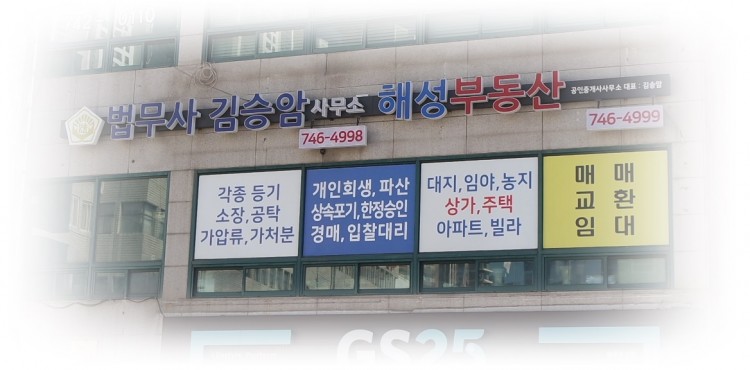 법무사 김승암 사무소
746-4998
해성부동산
공인중개사사무소 대표 : 김승암
746-4999
각종 등기
소장, 공탁
가압류, 가처분
개인회생, 파산
상속포기, 한정승인
경매, 입찰대리
대지, 임야, 농지
상가, 주택
아파트, 빌라
매매
교환
임대
GS25